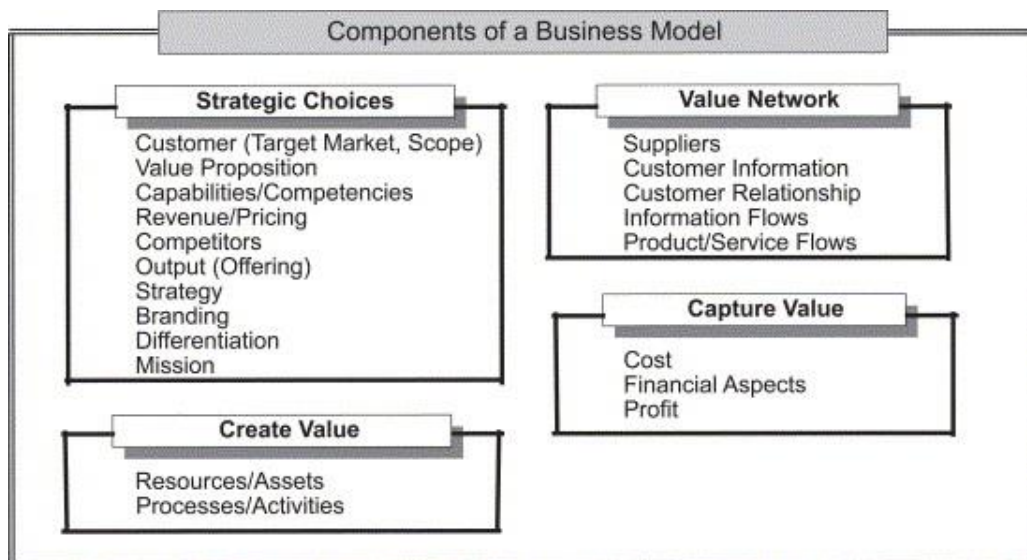 Components of a Business Model
Strategic Choices
Customer (Target Market, Scope)
Value Proposition
Capabilities/Competencies
Revenue/Pricing
Competitors
Output (Offering)
Strategy
Branding
Differentiation
Mission
Create Value
Resources/Assets
Processes/Activities
Value Network
Suppliers
Customer Information
Customer Relationship
Information Flows
Product/Service Flows
Capture Value
Cost
Financial Aspects
Profit